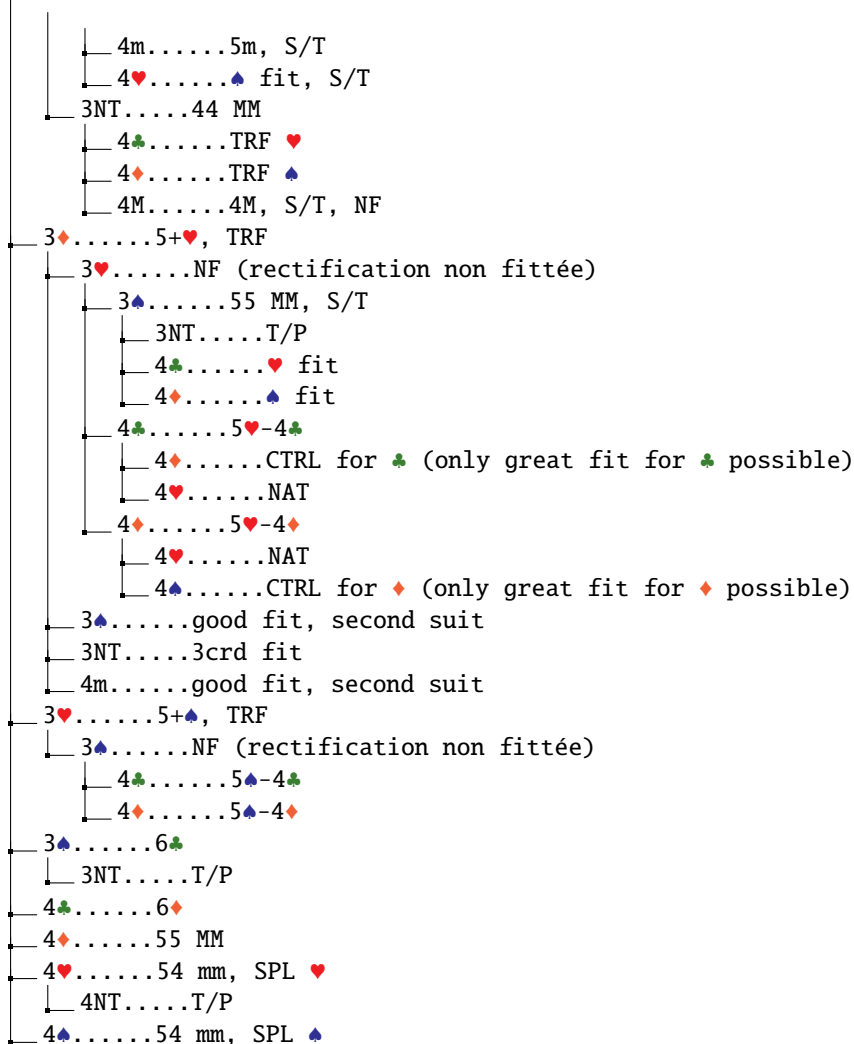 4m......5m, S/T
4♥......♠ fit, S/T
3NT.....44 MM
4♣......TRF ♥
4♦......TRF ♠
4M......4M, S/T, NF
3♦......5+♥, TRF
3♥......NF (rectification non fittée)
3♠......55 MM, S/T
3NT.....T/P
4♣......♥ fit
4♦......♠ fit
4♣......5♥-4♣
4♦......CTRL for ♣ (only great fit for ♣ possible)
4♥......NAT
4♦......5♥-4♦
4♥......NAT
4♠......CTRL for ♦ (only great fit for ♦ possible)
3♠......good fit, second suit
3NT.....3crd fit
4m......good fit, second suit
3♥......5+♠, TRF
3♠......NF (rectification non fittée)
4♣......5♠-4♣
4♦......5♠-4♦
3♠......6♣
3NT.....T/P
4♣......6♦
4♦......55 MM
4♥......54 mm, SPL ♥
4NT.....T/P
4♠......54 mm, SPL ♠